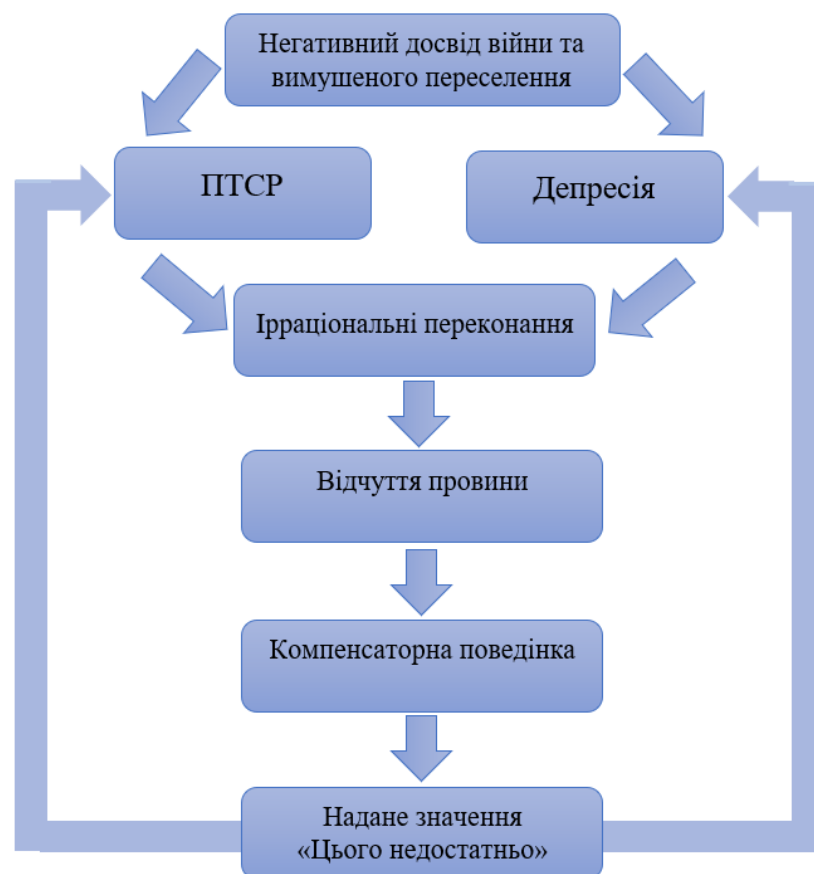 Негативний досвід війни та
вимушеного переселення
ПТСР
Депресія
Ірраціональні переконання
Відчуття провини
Компенсаторна поведінка
Надане значення
«Цього недостатньо»